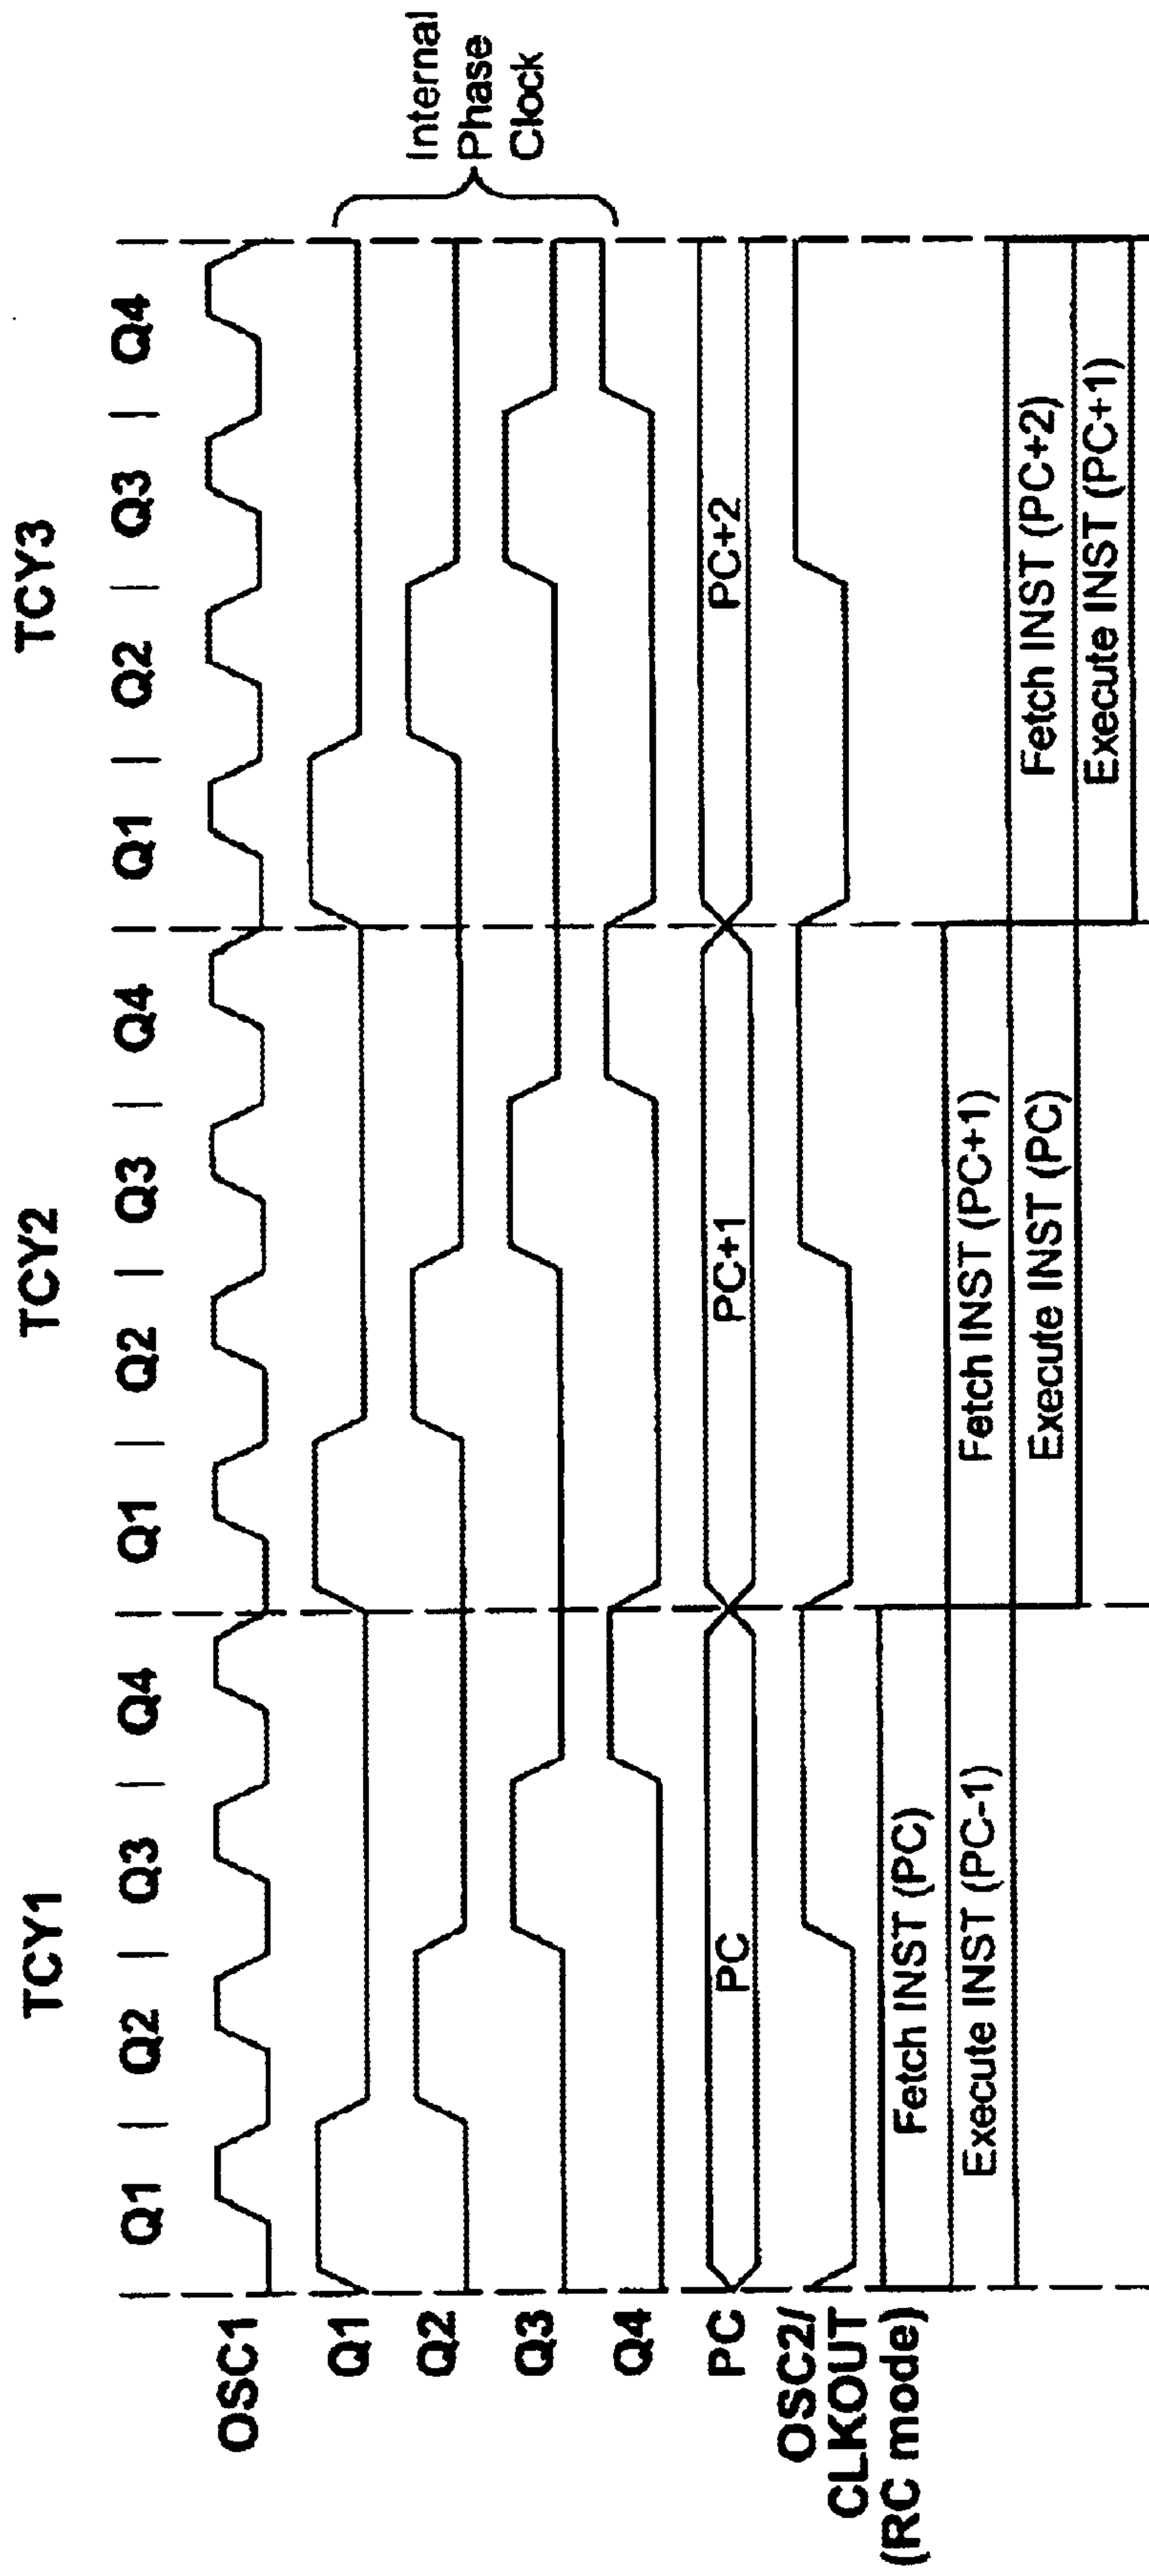 TCY1 TCY2 TCY3
Q1 | Q2 | Q3 | Q4 | Q1 | Q2 | Q3 | Q4 | Q1 | Q2 | Q3 | Q4
OSC1
Q1
Q2
Q3
Q4
Internal
Phase
Clock
PC PC PC+1 PC+2
OSC2/
CLKOUT
(RC mode)
Fetch INST (PC)
Execute INST (PC-1) Fetch INST (PC+1)
Execute INST (PC) Fetch INST (PC+2)
Execute INST (PC+1)